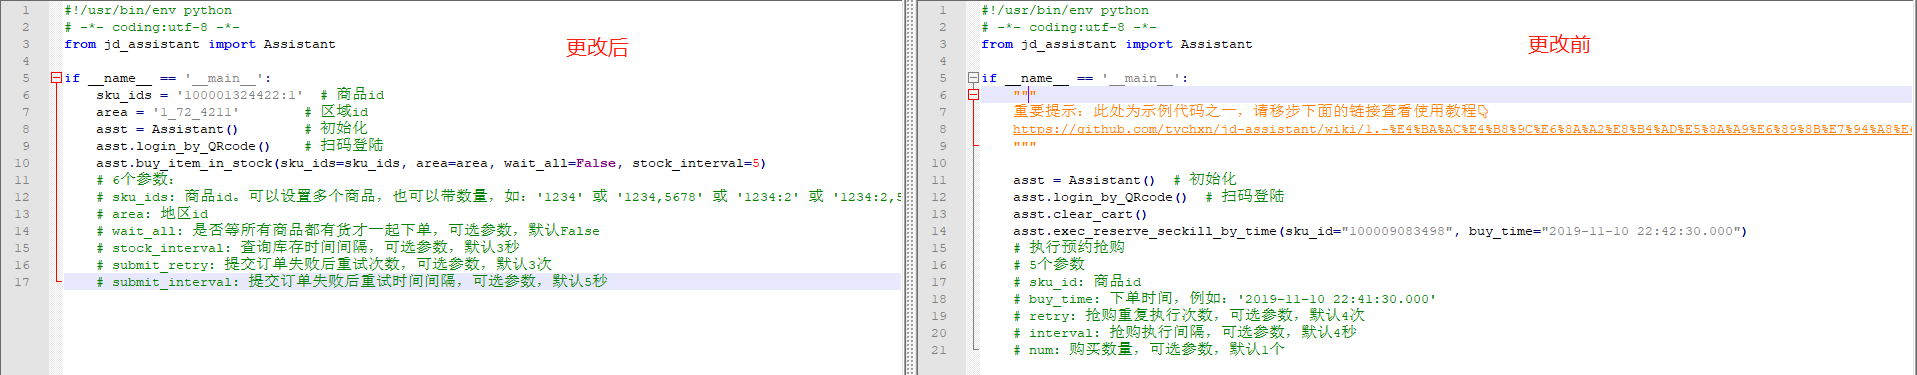 更改后
1 #!/usr/bin/env python
2 # -*- coding:utf-8 -*-
3 from jd_assistant import Assistant
4
5 if __name__ == '__main__':
6 sku_ids = '100001324422:1' # 商品id
7 area = '1_72_4211' # 区域id
8 asst = Assistant() # 初始化
9 asst.login_by_QRcode() # 扫码登陆
10 asst.buy_item_in_stock(sku_ids=sku_ids, area=area, wait_all=False, stock_interval=5)
11 # 6个参数：
12 # sku_ids: 商品id。可以设置多个商品，也可以带数量，如：'1234' 或 '1234,5678' 或 '1234:2' 或 '1234:2,5
13 # area: 地区id
14 # wait_all: 是否等所有商品都有货才一起下单，可选参数，默认False
15 # stock_interval: 查询库存时间间隔，可选参数，默认3秒
16 # submit_retry: 提交订单失败后重试次数，可选参数，默认3次
17 # submit_interval: 提交订单失败后重试时间间隔，可选参数，默认5秒
更改前
1 #!/usr/bin/env python
2 # -*- coding:utf-8 -*-
3 from jd_assistant import Assistant
4
5 if __name__ == '__main__':
6 """
7 重要提示：此处为示例代码之一，请移步下面的链接查看使用教程👇
8 https://github.com/tychxn/jd-assistant/wiki/1.-%E4%BA%AC%E4%B8%9C%E6%8A%A2%E8%B4%AD%E5%8A%A9%E6%89%8B%E7%94%A8%E
9 """
10
11 asst = Assistant() # 初始化
12 asst.login_by_QRcode() # 扫码登陆
13 asst.clear_cart()
14 asst.exec_reserve_seckill_by_time(sku_id="100009083498", buy_time="2019-11-10 22:42:30.000")
15 # 执行预约抢购
16 # 5个参数
17 # sku_id: 商品id
18 # buy_time: 下单时间，例如：'2019-11-10 22:41:30.000'
19 # retry: 抢购重复执行次数，可选参数，默认4次
20 # interval: 抢购执行间隔，可选参数，默认4秒
21 # num: 购买数量，可选参数，默认1个